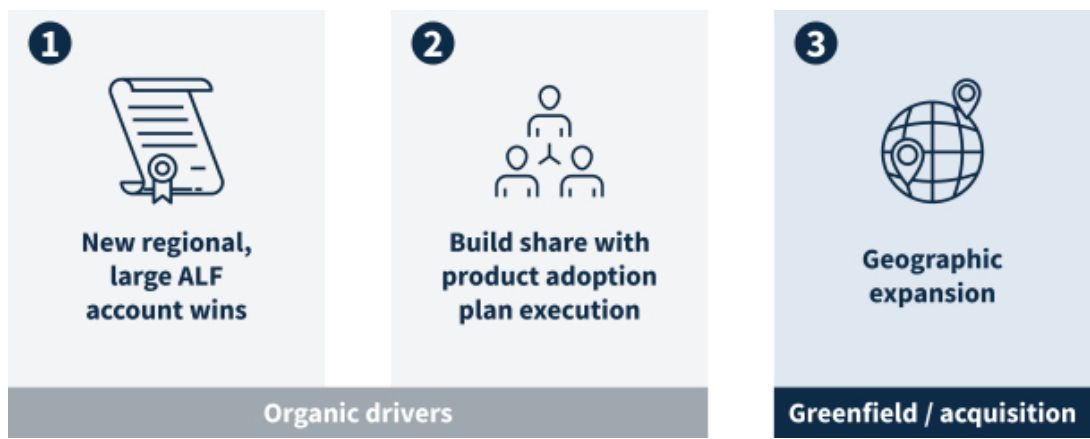 1
New regional,
large ALF
account wins
2
Build share with
product adoption
plan execution
Organic drivers
3
Geographic
expansion
Greenfield / acquisition